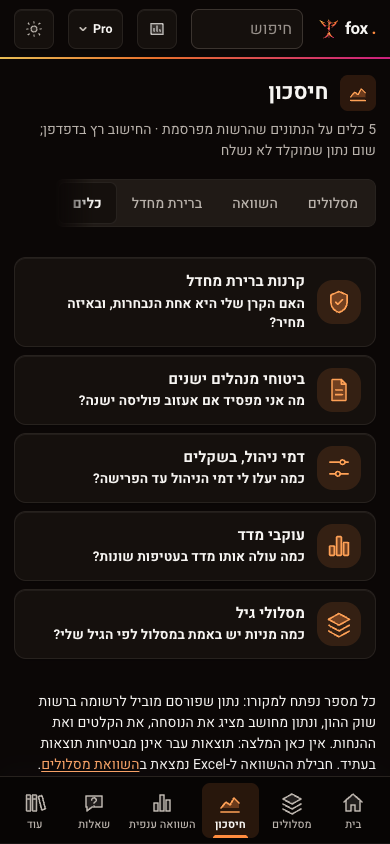 fox.
חיפוש
Pro
חיסכון
5 כלים על הנתונים שהרשות מפרסמת · החישוב רץ בדפדפן;
שום נתון שמוקלד לא נשלח
מסלולים
השוואה
ברירת מחדל
כלים
קרנות ברירת מחדל
האם הקרן שלי היא אחת הנבחרות, ובאיזה
מחיר?
ביטוחי מנהלים ישנים
מה אני מפסיד אם אעזוב פוליסה ישנה?
דמי ניהול, בשקלים
כמה יעלו לי דמי הניהול עד הפרישה?
עוקבי מדד
כמה עולה אותו מדד בעטיפות שונות?
מסלולי גיל
כמה מניות יש באמת במסלול לפי הגיל שלי?
כל מספר נפתח למקורו: נתון שפורסם מוביל לרשומה ברשות
שוק ההון, ונתון מחושב מציג את הנוסחה, את הקלטים ואת
ההנחות. אין כאן המלצה: תוצאות עבר אינן מבטיחות תוצאות
בעתיד. חבילת ההשוואה ל-Excel נמצאת בהשוואת מסלולים.
בית
מסלולים
חיסכון
השוואה ענפית
שאלות
עוד